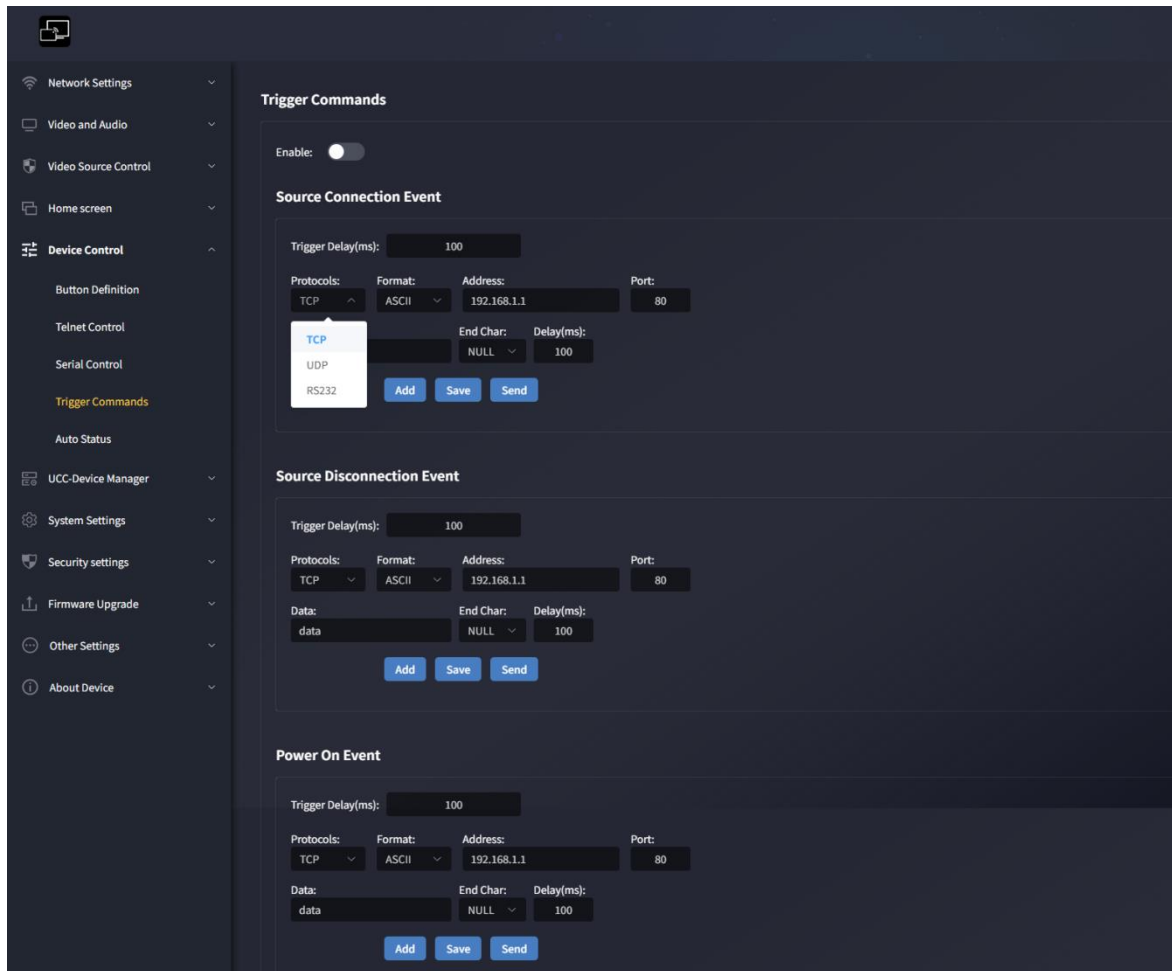 Network Settings
Video and Audio
Video Source Control
Home screen
Device Control
Button Definition
Telnet Control
Serial Control
Trigger Commands
Auto Status
UCC-Device Manager
System Settings
Security settings
Firmware Upgrade
Other Settings
About Device
Trigger Commands
Enable:
Source Connection Event
Trigger Delay(ms): 100
Protocols: Format: Address: Port:
TCP ASCII 192.168.1.1 80
End Char: Delay(ms):
NULL 100
TCP
UDP
RS232
Add Save Send
Source Disconnection Event
Trigger Delay(ms): 100
Protocols: Format: Address: Port:
TCP ASCII 192.168.1.1 80
Data: End Char: Delay(ms):
data NULL 100
Add Save Send
Power On Event
Trigger Delay(ms): 100
Protocols: Format: Address: Port:
TCP ASCII 192.168.1.1 80
Data: End Char: Delay(ms):
data NULL 100
Add Save Send